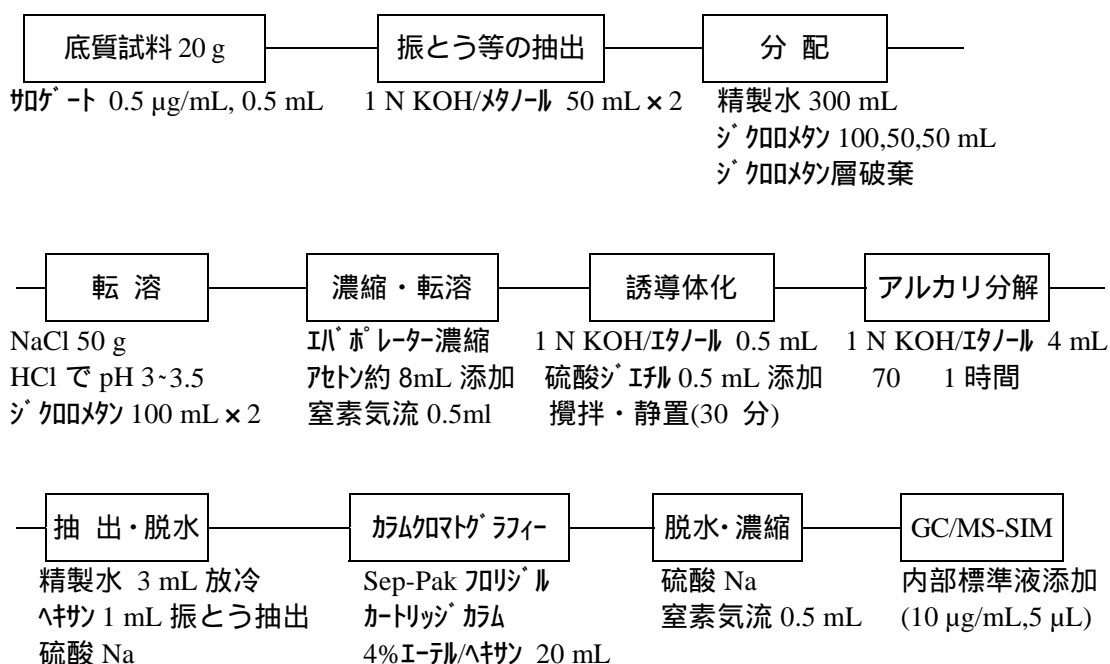 底質試料 20 g 振とう等の抽出 分 配
ｻﾛｹﾞｰﾄ 0.5 μg/mL, 0.5 mL 1 N KOH/ﾒﾀﾉｰﾙ 50 mL×2 精製水 300 mL
ｼﾞｸﾛﾛﾒﾀﾝ 100,50,50 mL
ｼﾞｸﾛﾛﾒﾀﾝ層破棄
転 溶 濃縮・転溶 誘導体化 アルカリ分解
NaCl 50 g ｴﾊﾞﾎﾟﾚｰﾀｰ濃縮 1 N KOH/ｴﾀﾉｰﾙ 0.5 mL 1 N KOH/ｴﾀﾉｰﾙ 4 mL
HCl で pH 3~3.5 ｱｾﾄﾝ約 8mL 添加 硫酸ｼﾞｴﾁﾙ 0.5 mL 添加 70 1 時間
ｼﾞｸﾛﾛﾒﾀﾝ 100 mL×2 窒素気流 0.5ml 攪拌・静置(30 分)
抽 出・脱水 ｶﾗﾑｸﾛﾏﾄｸﾞﾗﾌｨｰ 脱水・濃縮 GC/MS-SIM
精製水 3 mL 放冷 Sep-Pak ﾌﾛﾘｼﾞﾙ 硫酸 Na 内部標準液添加
ﾍｷｻﾝ 1 mL 振とう抽出 ｶｰﾄﾘｯｼﾞｶﾗﾑ 窒素気流 0.5 mL (10 μg/mL,5 μL)
硫酸 Na 4%ｴｰﾃﾙ/ﾍｷｻﾝ 20 mL